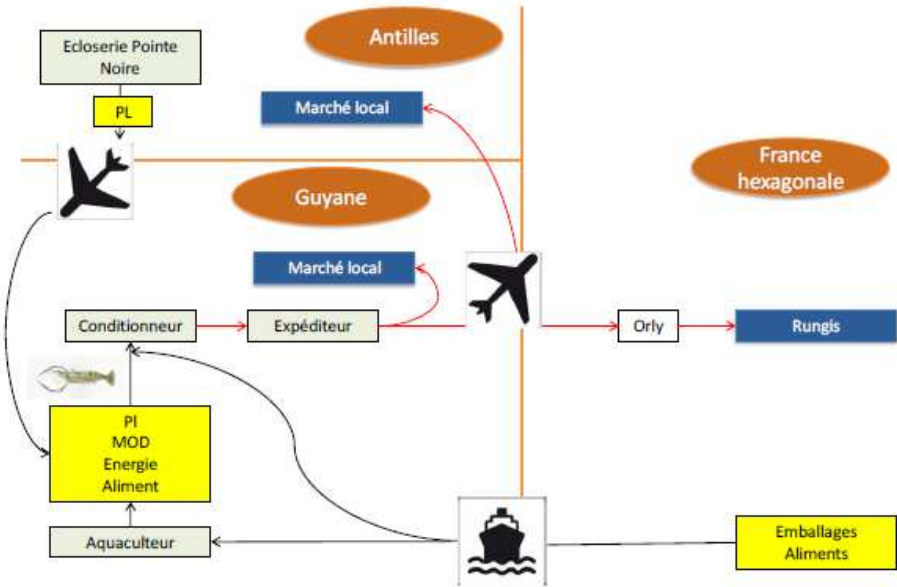 Antilles
Ecloserie Pointe
Noire
PL
Marché local
France
hexagonale
Guyane
Marché local
Conditionneur
Expéditeur
Orly
Rungis
PI
MOD
Energie
Aliment
Aquaculteur
Emballages
Aliments